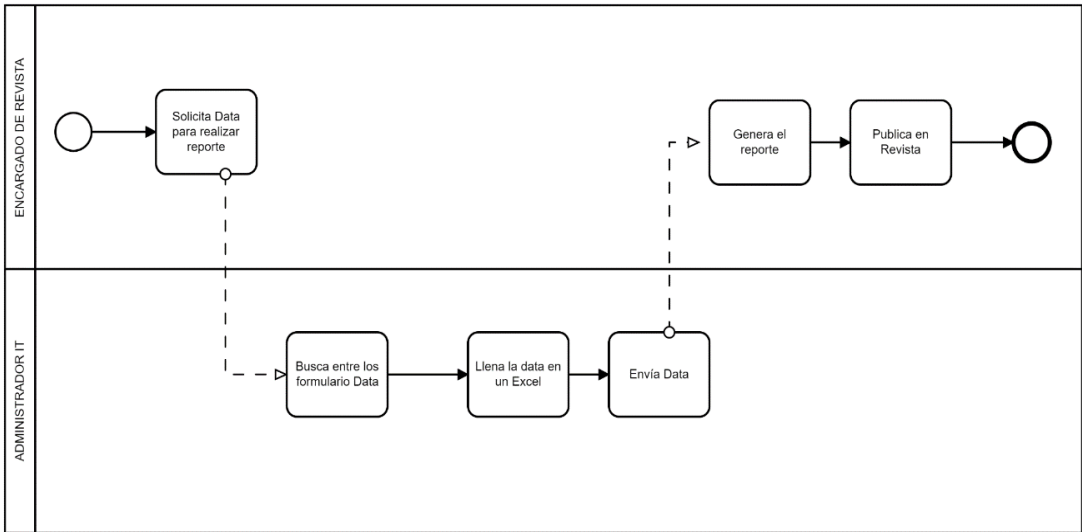 ENCARGADO DE REVISTA
Solicita Data
para realizar
reporte
Genera el
reporte
Publica en
Revista
ADMINISTRADOR IT
Busca entre los
formulario Data
Llena la data en
un Excel
Envía Data